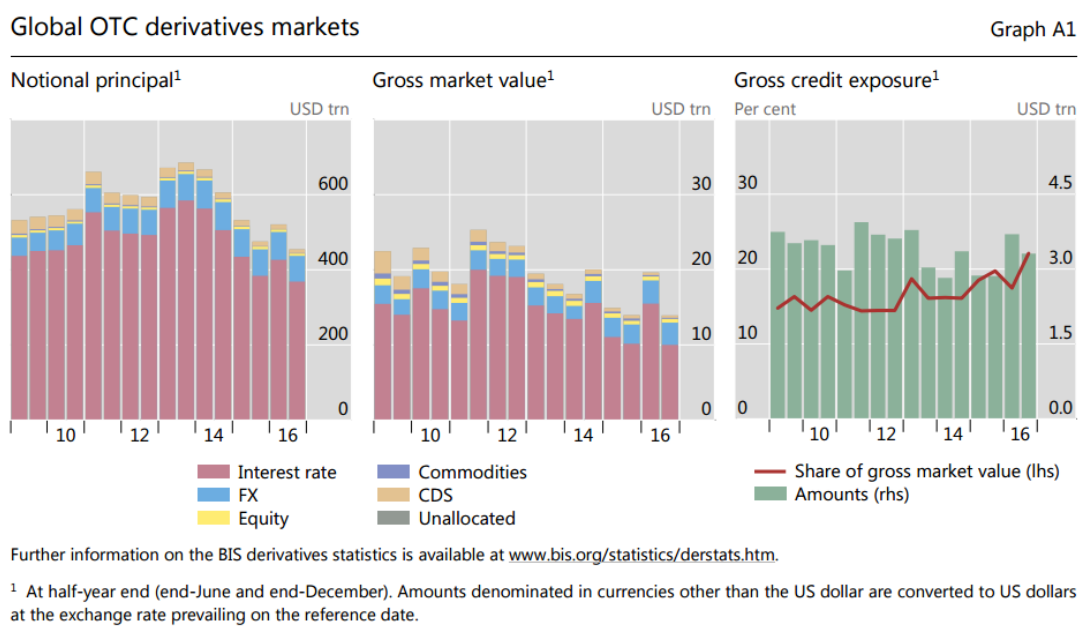 Global OTC derivatives markets
Graph A1
Notional principal¹
Gross market value¹
Gross credit exposure¹
USD trn
USD trn
Per cent
USD trn
600
400
200
0
10
12
14
16
30
20
10
0
10
12
14
16
30
20
10
0
4.5
3.0
1.5
0.0
10
12
14
16
Interest rate
FX
Equity
Commodities
CDS
Unallocated
Share of gross market value (lhs)
Amounts (rhs)
Further information on the BIS derivatives statistics is available at www.bis.org/statistics/derstats.htm.
¹ At half-year end (end-June and end-December). Amounts denominated in currencies other than the US dollar are converted to US dollars
at the exchange rate prevailing on the reference date.